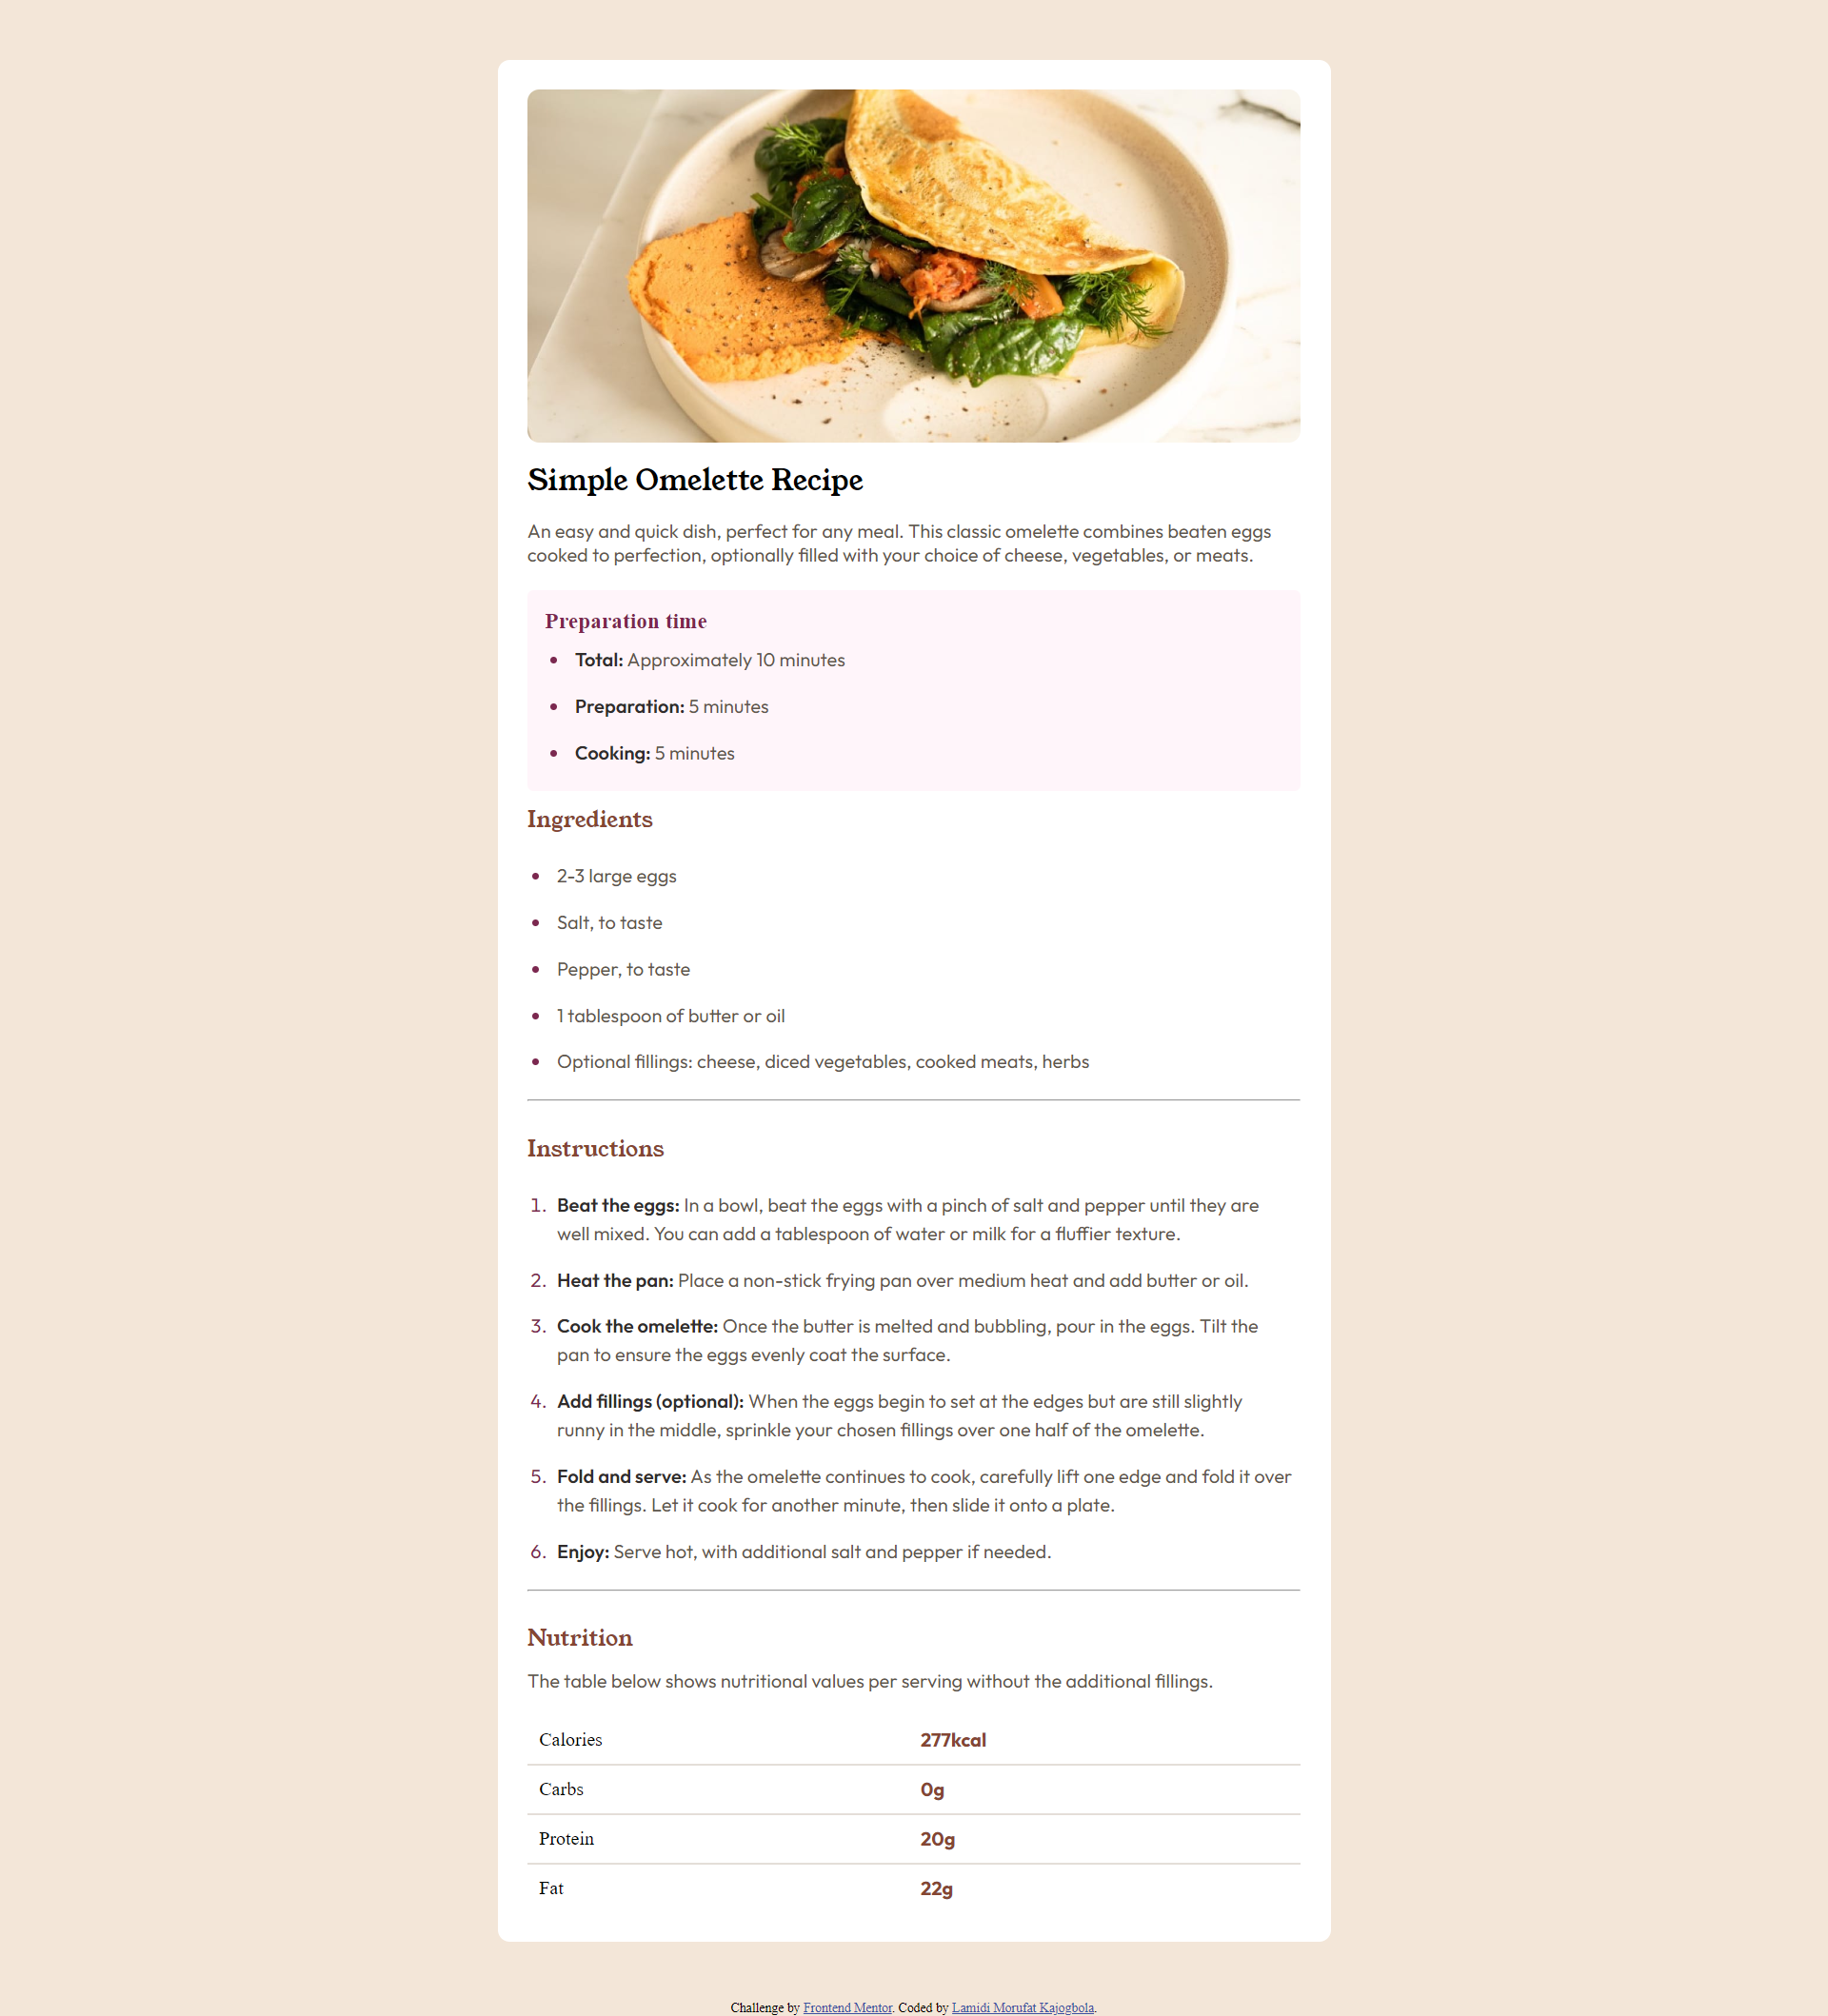 Simple Omelette Recipe
An easy and quick dish, perfect for any meal. This classic omelette combines beaten eggs
cooked to perfection, optionally filled with your choice of cheese, vegetables, or meats.
Preparation time
• Total: Approximately 10 minutes
• Preparation: 5 minutes
• Cooking: 5 minutes
Ingredients
• 2-3 large eggs
• Salt, to taste
• Pepper, to taste
• 1 tablespoon of butter or oil
• Optional fillings: cheese, diced vegetables, cooked meats, herbs
Instructions
1. Beat the eggs: In a bowl, beat the eggs with a pinch of salt and pepper until they are
well mixed. You can add a tablespoon of water or milk for a fluffier texture.
2. Heat the pan: Place a non-stick frying pan over medium heat and add butter or oil.
3. Cook the omelette: Once the butter is melted and bubbling, pour in the eggs. Tilt the
pan to ensure the eggs evenly coat the surface.
4. Add fillings (optional): When the eggs begin to set at the edges but are still slightly
runny in the middle, sprinkle your chosen fillings over one half of the omelette.
5. Fold and serve: As the omelette continues to cook, carefully lift one edge and fold it over
the fillings. Let it cook for another minute, then slide it onto a plate.
6. Enjoy: Serve hot, with additional salt and pepper if needed.
Nutrition
The table below shows nutritional values per serving without the additional fillings.
Calories 277kcal
Carbs 0g
Protein 20g
Fat 22g
Challenge by Frontend Mentor. Coded by Lamidi Morufat Kajogbola.